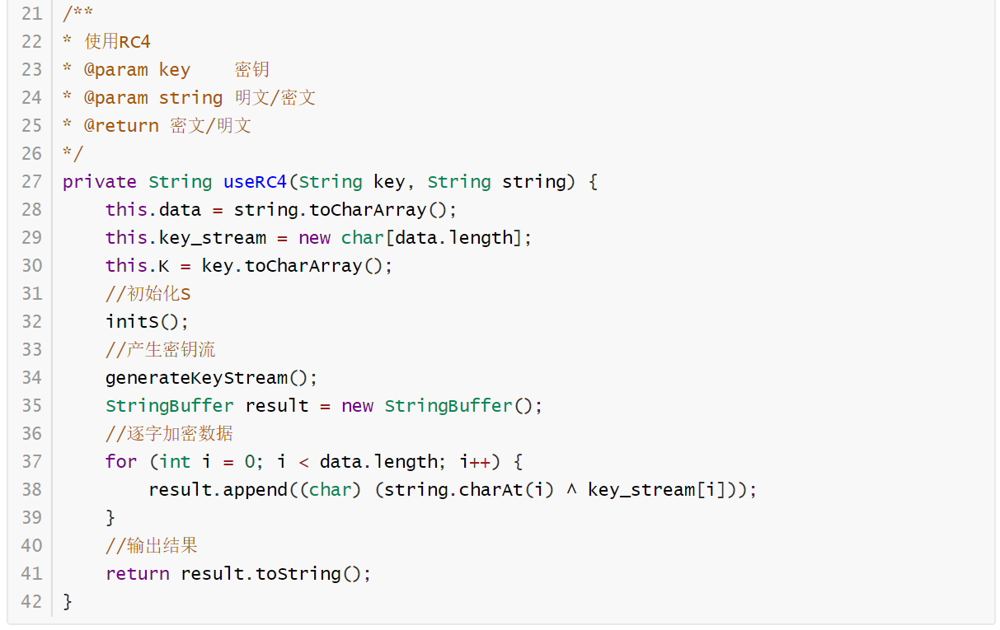 21 /**
22 * 使用RC4
23 * @param key    密钥
24 * @param string 明文/密文
25 * @return 密文/明文
26 */
27 private String useRC4(String key, String string) {
28     this.data = string.toCharArray();
29     this.key_stream = new char[data.length];
30     this.K = key.toCharArray();
31     //初始化S
32     initS();
33     //产生密钥流
34     generateKeyStream();
35     StringBuffer result = new StringBuffer();
36     //逐字加密数据
37     for (int i = 0; i < data.length; i++) {
38         result.append((char) (string.charAt(i) ^ key_stream[i]));
39     }
40     //输出结果
41     return result.toString();
42 }